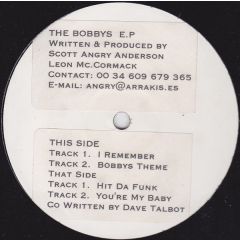 THE BOBBYS E.P
WRITTEN & PRODUCED BY
SCOTT ANGRY ANDERSON
LEON MC.CORMACK
CONTACT: 00 34 609 679 365
E-MAIL: ANGRY@ARRAKIS.ES
THIS SIDE
TRACK 1. I REMEMBER
TRACK 2. BOBBYS THEME
THAT SIDE
TRACK 1. HIT DA FUNK
TRACK 2. YOU'RE MY BABY
CO WRITTEN BY DAVE TALBOT